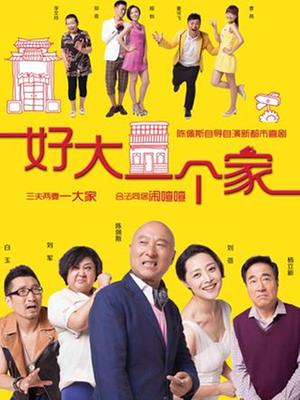 陈佩斯自导自演新都市喜剧
好大一个家
三夫两妻一大家 合法同居闹喳喳
白玉
刘军
陈佩斯
刘蓓
杨立新